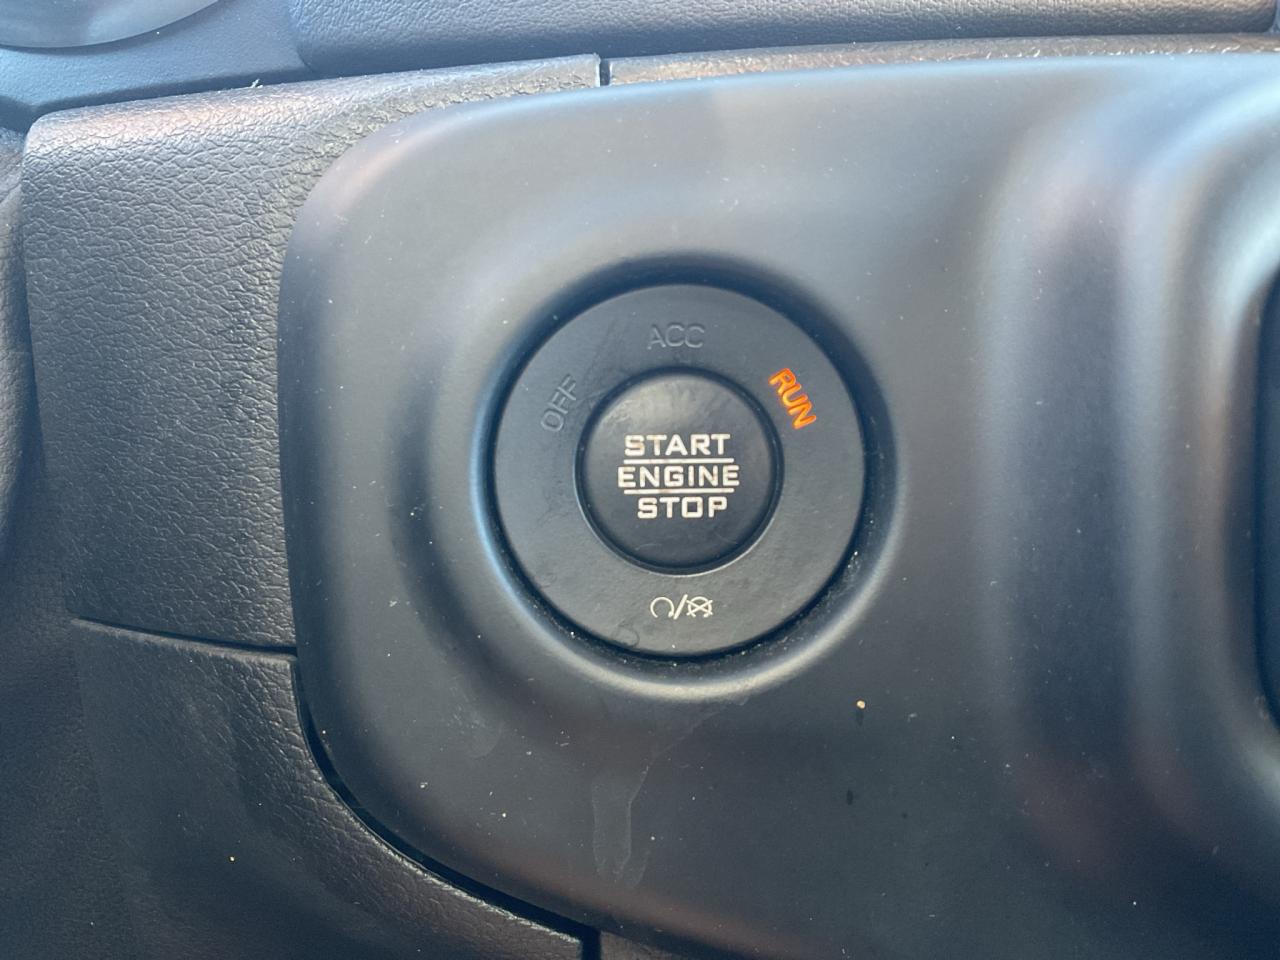 ACC
OFF
RUN
START
ENGINE
STOP